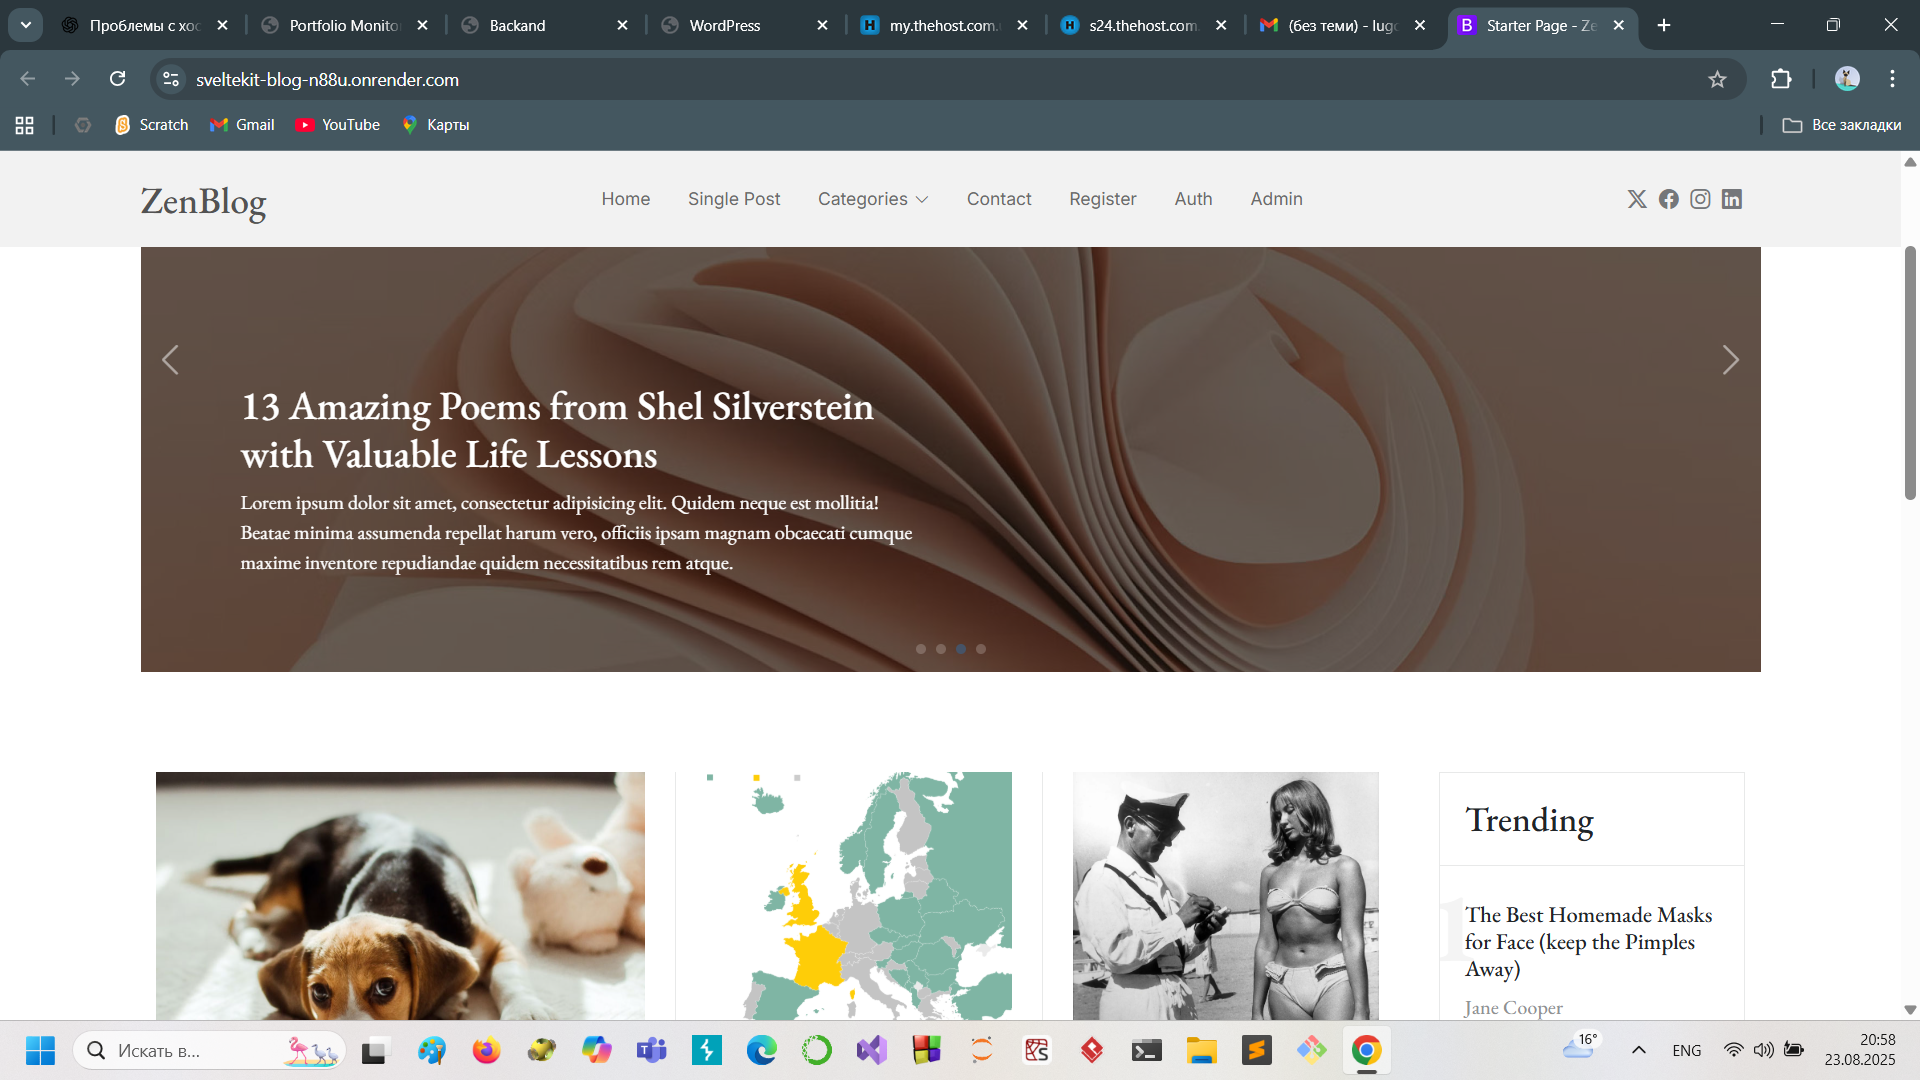 Проблемы с хос
Portfolio Monito
Backand
WordPress
my.thehost.com.
s24.thehost.com.
(без теми) - lug
Starter Page - Ze
sveltekit-blog-n88u.onrender.com
Scratch
Gmail
YouTube
Карты
Все закладки
ZenBlog
Home
Single Post
Categories
Contact
Register
Auth
Admin
13 Amazing Poems from Shel Silverstein
with Valuable Life Lessons
Lorem ipsum dolor sit amet, consectetur adipisicing elit. Quidem neque est mollitia!
Beatae minima assumenda repellat harum vero, officiis ipsam magnam obcaecati cumque
maxime inventore repudiandae quidem necessitatibus rem atque.
Trending
1
The Best Homemade Masks
for Face (keep the Pimples
Away)
Jane Cooper
Искать в...
16°
ENG
20:58
23.08.2025